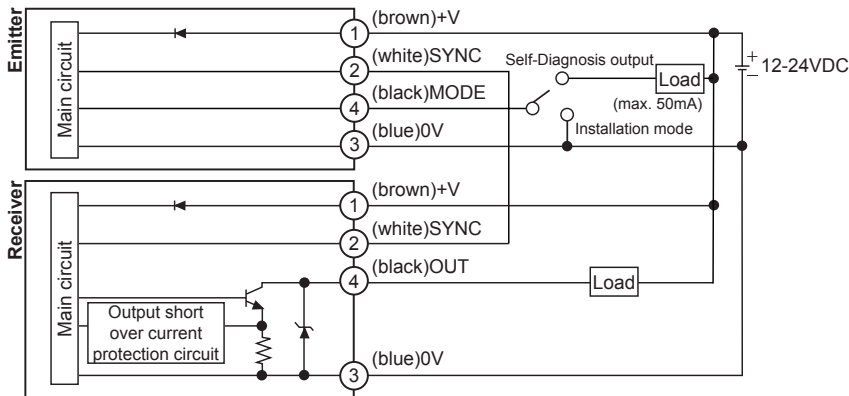 Emitter
Main circuit
1
(brown)+V
2
(white)SYNC
4
(black)MODE
3
(blue)0V
Self-Diagnosis output
Load
(max. 50mA)
Installation mode
+
−
12-24VDC
Receiver
Main circuit
1
(brown)+V
2
(white)SYNC
4
(black)OUT
Load
Output short
over current
protection circuit
3
(blue)0V